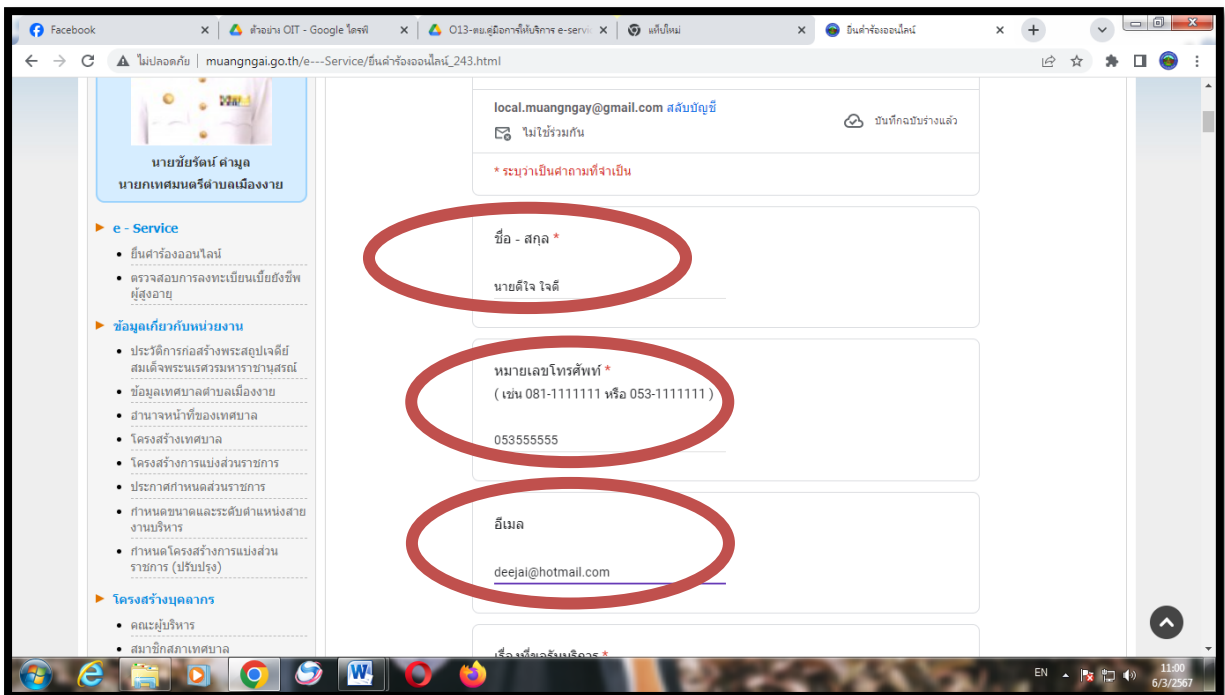 Facebook
ตัวอย่าง OIT - Google ไดรฟ์
O13-ตย.คู่มือการให้บริการ e-servic
แท็บใหม่
ยื่นคำร้องออนไลน์
ไม่ปลอดภัย | muangngai.go.th/e---Service/ยื่นคำร้องออนไลน์_243.html
local.muangngay@gmail.com สลับบัญชี
ไม่ใช้ร่วมกัน
บันทึกฉบับร่างแล้ว
* ระบุว่าเป็นคำถามที่จำเป็น
นายชัยรัตน์ คำมูล
นายกเทศมนตรีตำบลเมืองงาย
e - Service
ยื่นคำร้องออนไลน์
ตรวจสอบการลงทะเบียนเบี้ยยังชีพ
ผู้สูงอายุ
ข้อมูลเกี่ยวกับหน่วยงาน
ประวัติการก่อสร้างพระสถูปเจดีย์
สมเด็จพระนเรศวรมหาราชานุสรณ์
ข้อมูลเทศบาลตำบลเมืองงาย
อำนาจหน้าที่ของเทศบาล
โครงสร้างเทศบาล
โครงสร้างการแบ่งส่วนราชการ
ประกาศกำหนดส่วนราชการ
กำหนดขนาดและระดับตำแหน่งสาย
งานบริหาร
กำหนดโครงสร้างการแบ่งส่วน
ราชการ (ปรับปรุง)
โครงสร้างบุคลากร
คณะผู้บริหาร
สมาชิกสภาเทศบาล
ชื่อ - สกุล *
นายดีใจ ใจดี
หมายเลขโทรศัพท์ *
( เช่น 081-1111111 หรือ 053-1111111 )
053555555
อีเมล
deejai@hotmail.com
เรื่องที่ขอรับบริการ *
EN
11:00
6/3/2567